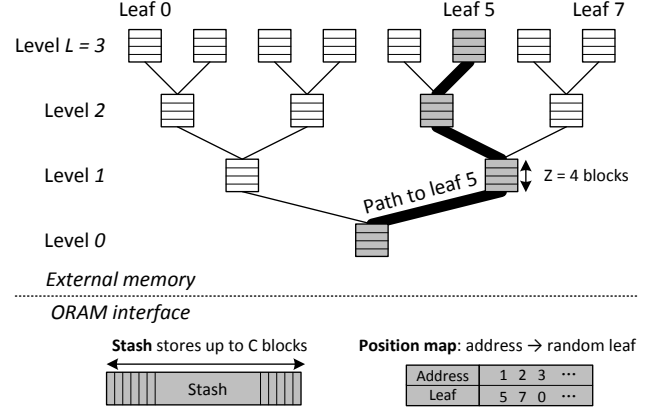 Leaf 0 Leaf 5 Leaf 7
Level L = 3
Level 2
Level 1
Path to leaf 5
Z = 4 blocks
Level 0
External memory
ORAM interface
Stash stores up to C blocks
Stash
Position map: address → random leaf
Address 1 2 3 ⋯
Leaf 5 7 0 ⋯